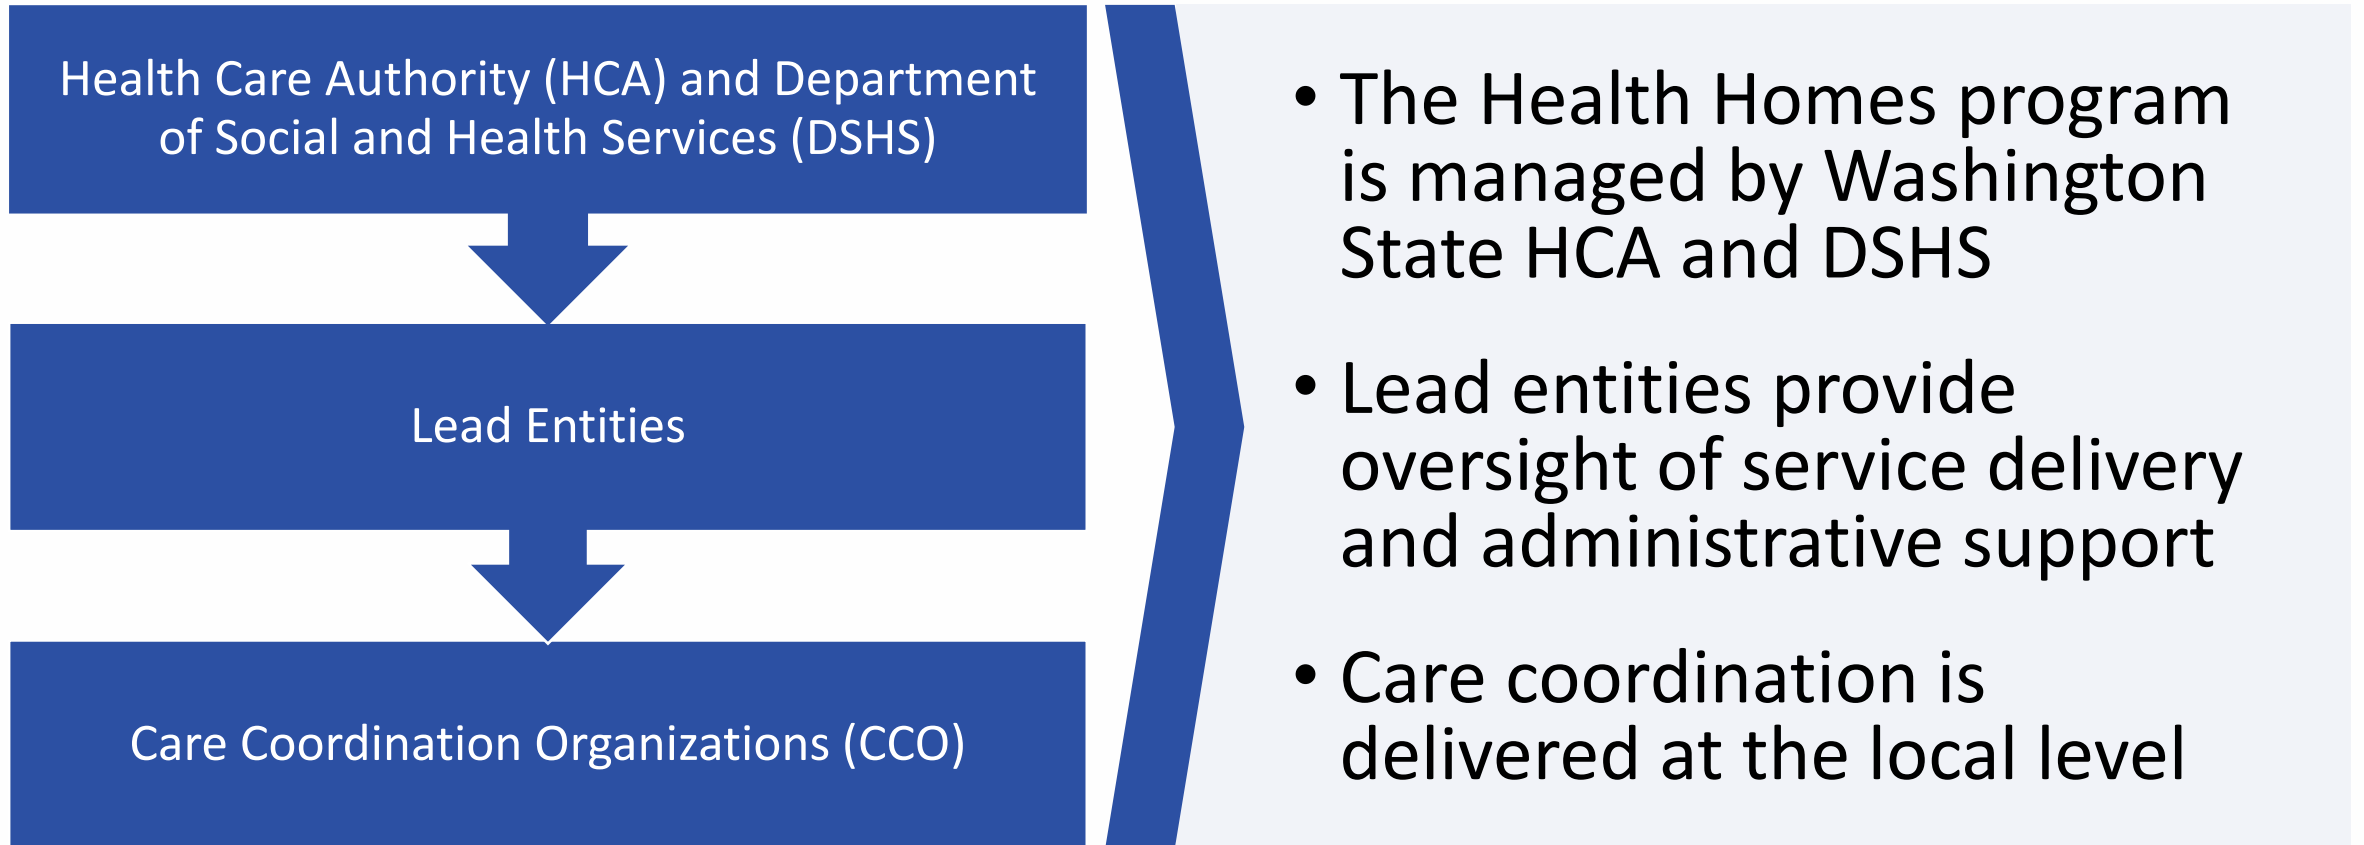 Health Care Authority (HCA) and Department
of Social and Health Services (DSHS)
Lead Entities
Care Coordination Organizations (CCO)
• The Health Homes program
is managed by Washington
State HCA and DSHS
• Lead entities provide
oversight of service delivery
and administrative support
• Care coordination is
delivered at the local level